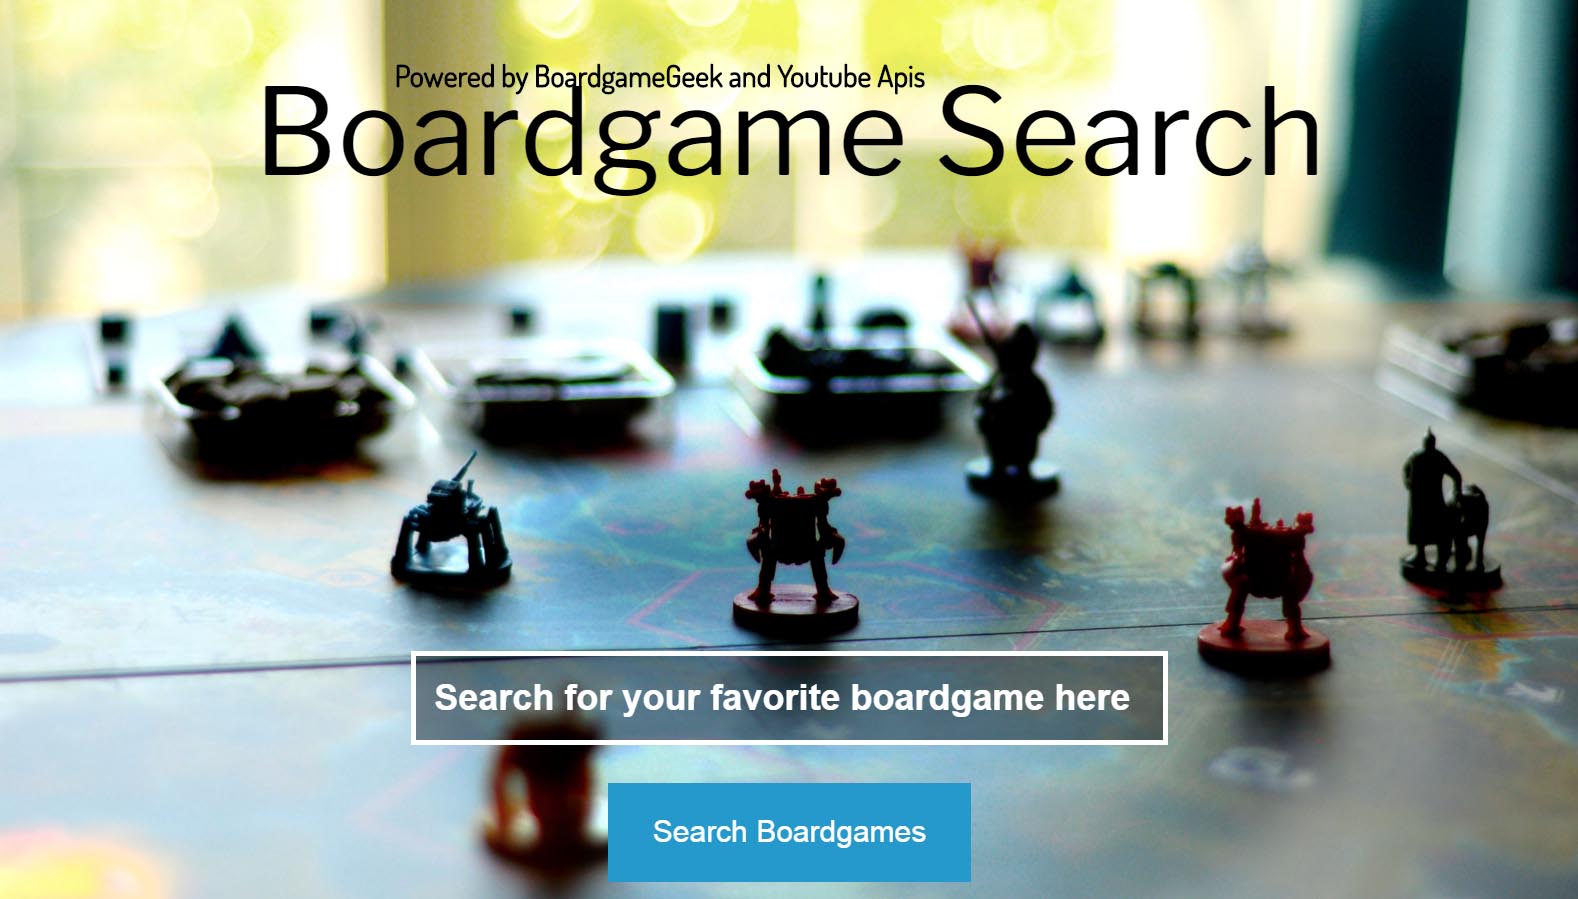 Powered by BoardgameGeek and Youtube Apis
Boardgame Search
Search for your favorite boardgame here
Search Boardgames